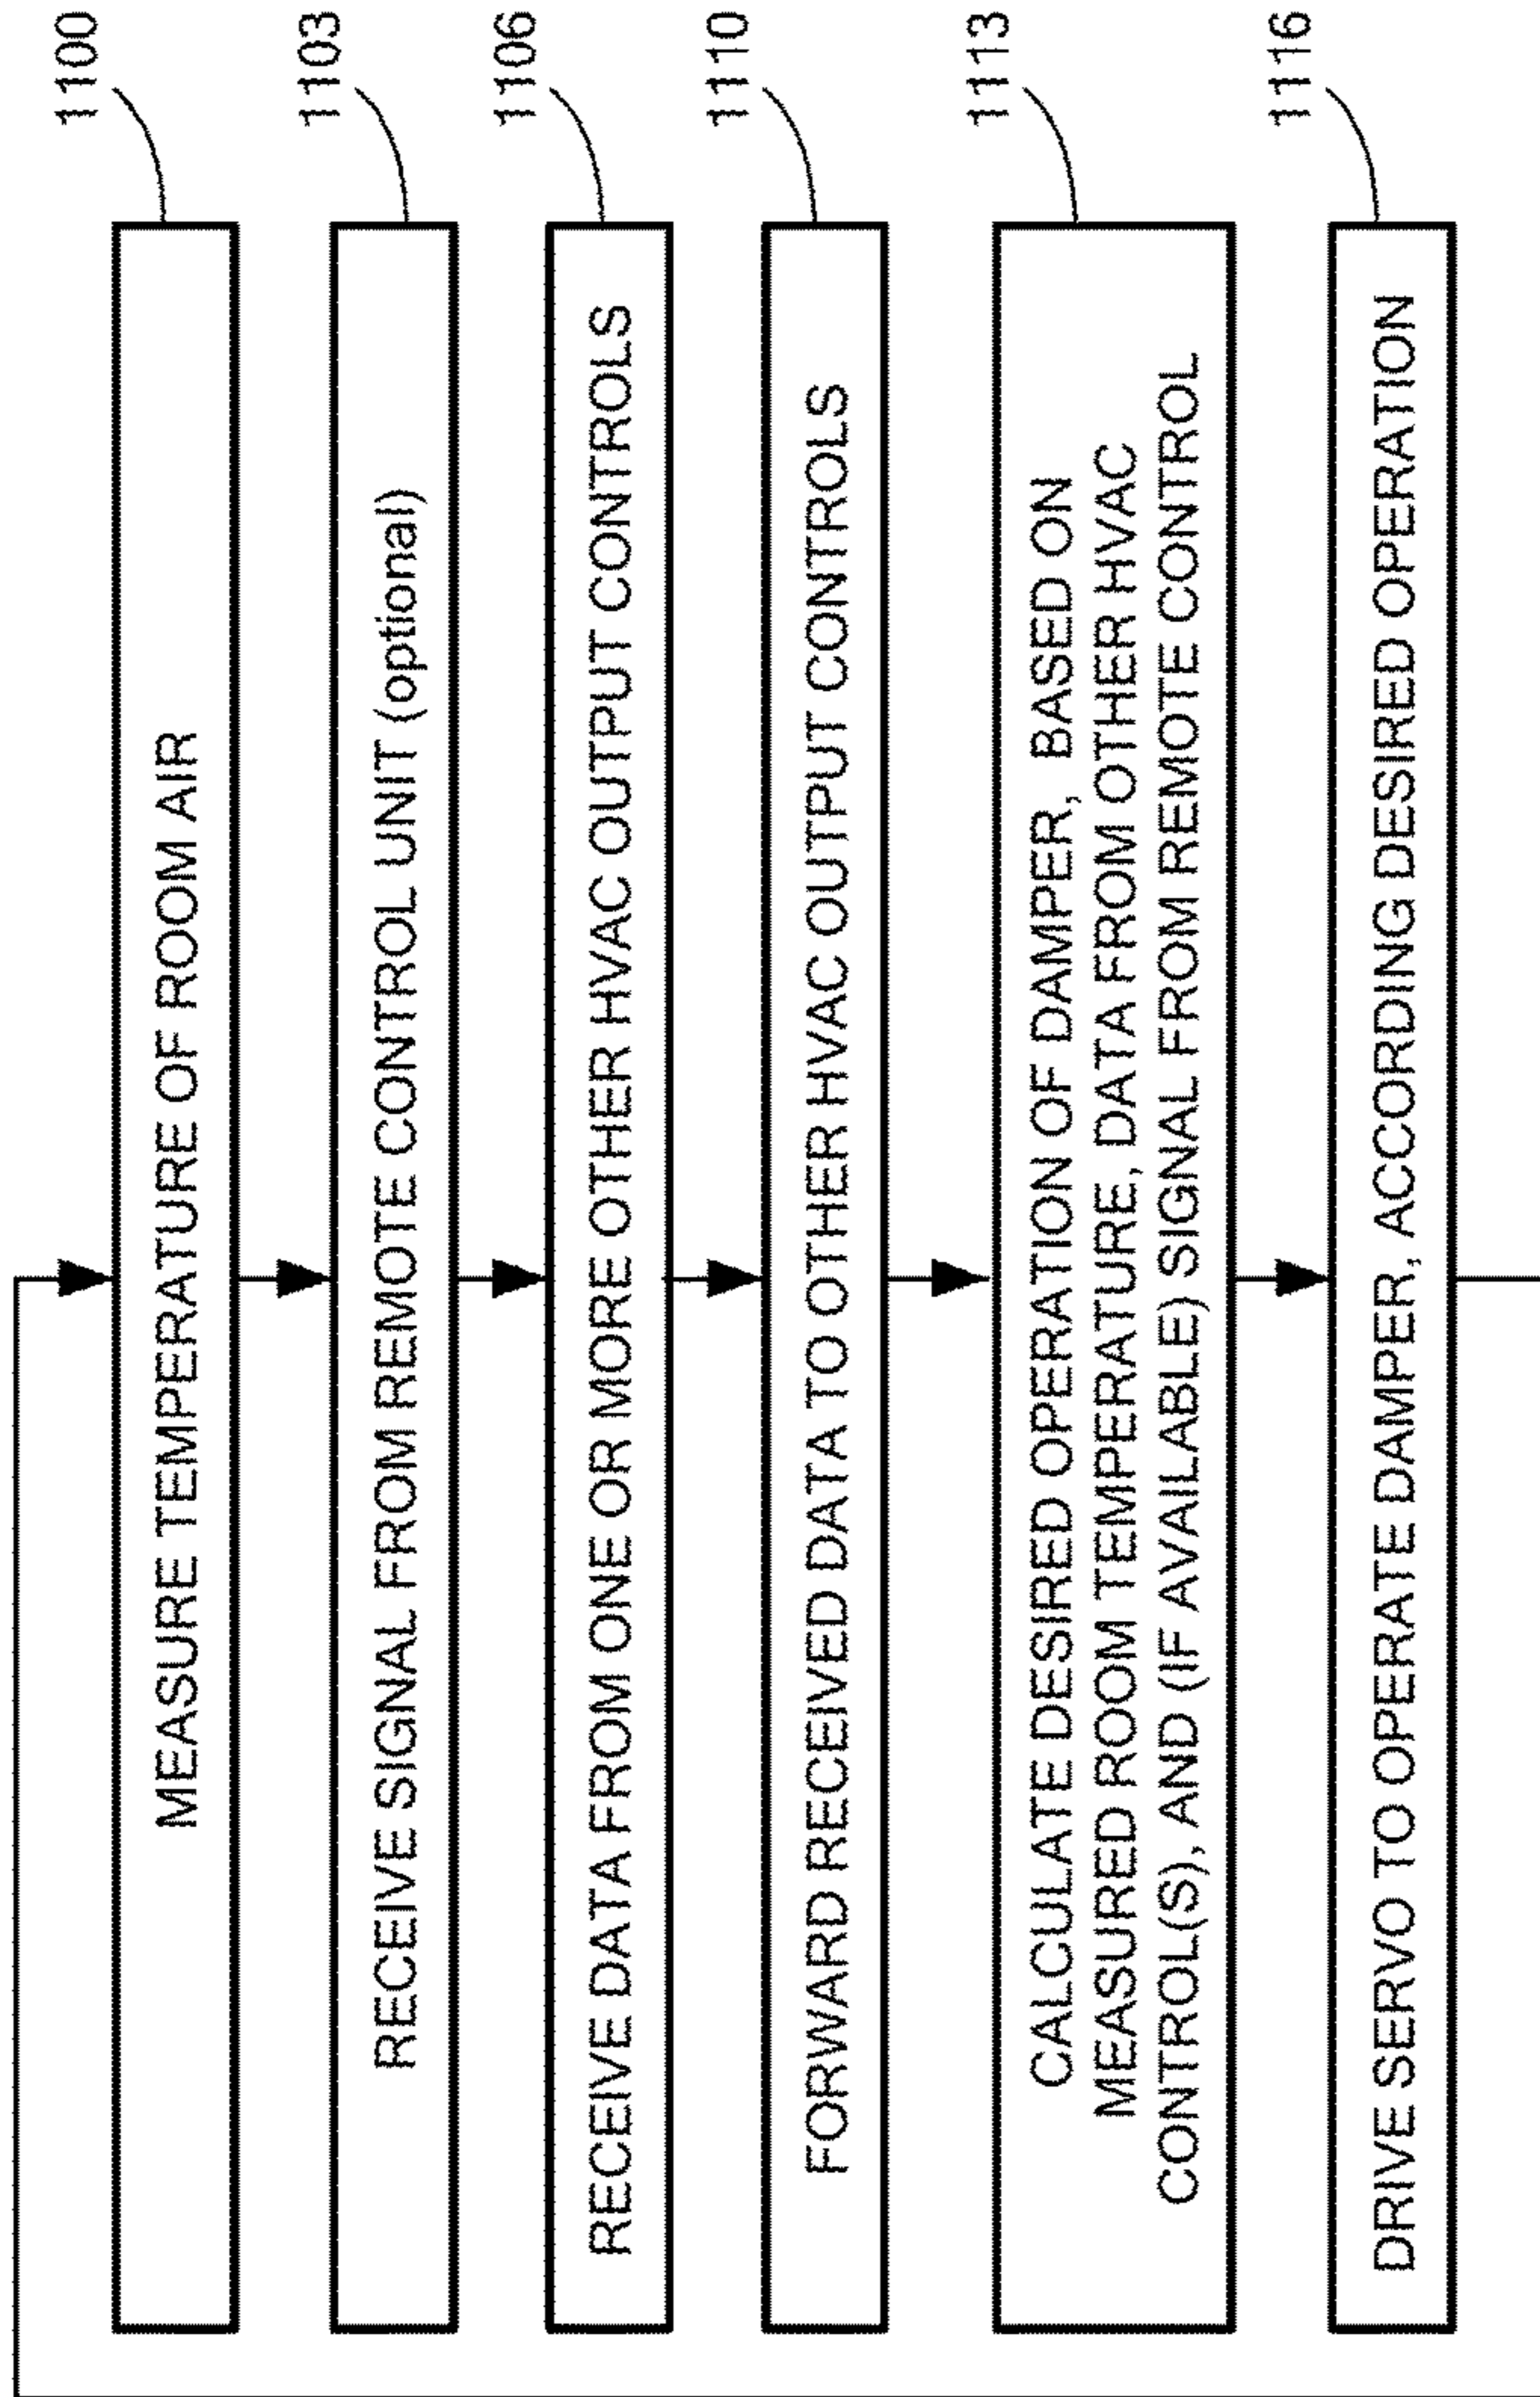 1100
MEASURE TEMPERATURE OF ROOM AIR
1103
RECEIVE SIGNAL FROM REMOTE CONTROL UNIT (optional)
1106
RECEIVE DATA FROM ONE OR MORE OTHER HVAC OUTPUT CONTROLS
1110
FORWARD RECEIVED DATA TO OTHER HVAC OUTPUT CONTROLS
1113
CALCULATE DESIRED OPERATION OF DAMPER, BASED ON
MEASURED ROOM TEMPERATURE, DATA FROM OTHER HVAC
CONTROL(S), AND (IF AVAILABLE) SIGNAL FROM REMOTE CONTROL
1116
DRIVE SERVO TO OPERATE DAMPER, ACCORDING DESIRED OPERATION